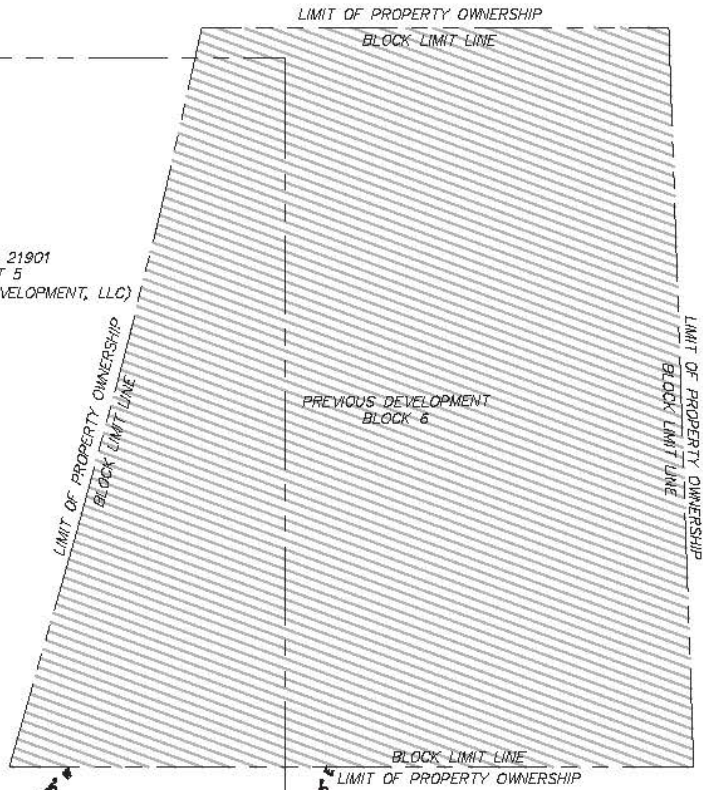 LIMIT OF PROPERTY OWNERSHIP
BLOCK LIMIT LINE
21901
T 5
VELOPMENT, LLC)
LIMIT OF PROPERTY OWNERSHIP
BLOCK LIMIT LINE
PREVIOUS DEVELOPMENT
BLOCK 6
LIMIT OF PROPERTY OWNERSHIP
BLOCK LIMIT LINE
BLOCK LIMIT LINE
LIMIT OF PROPERTY OWNERSHIP